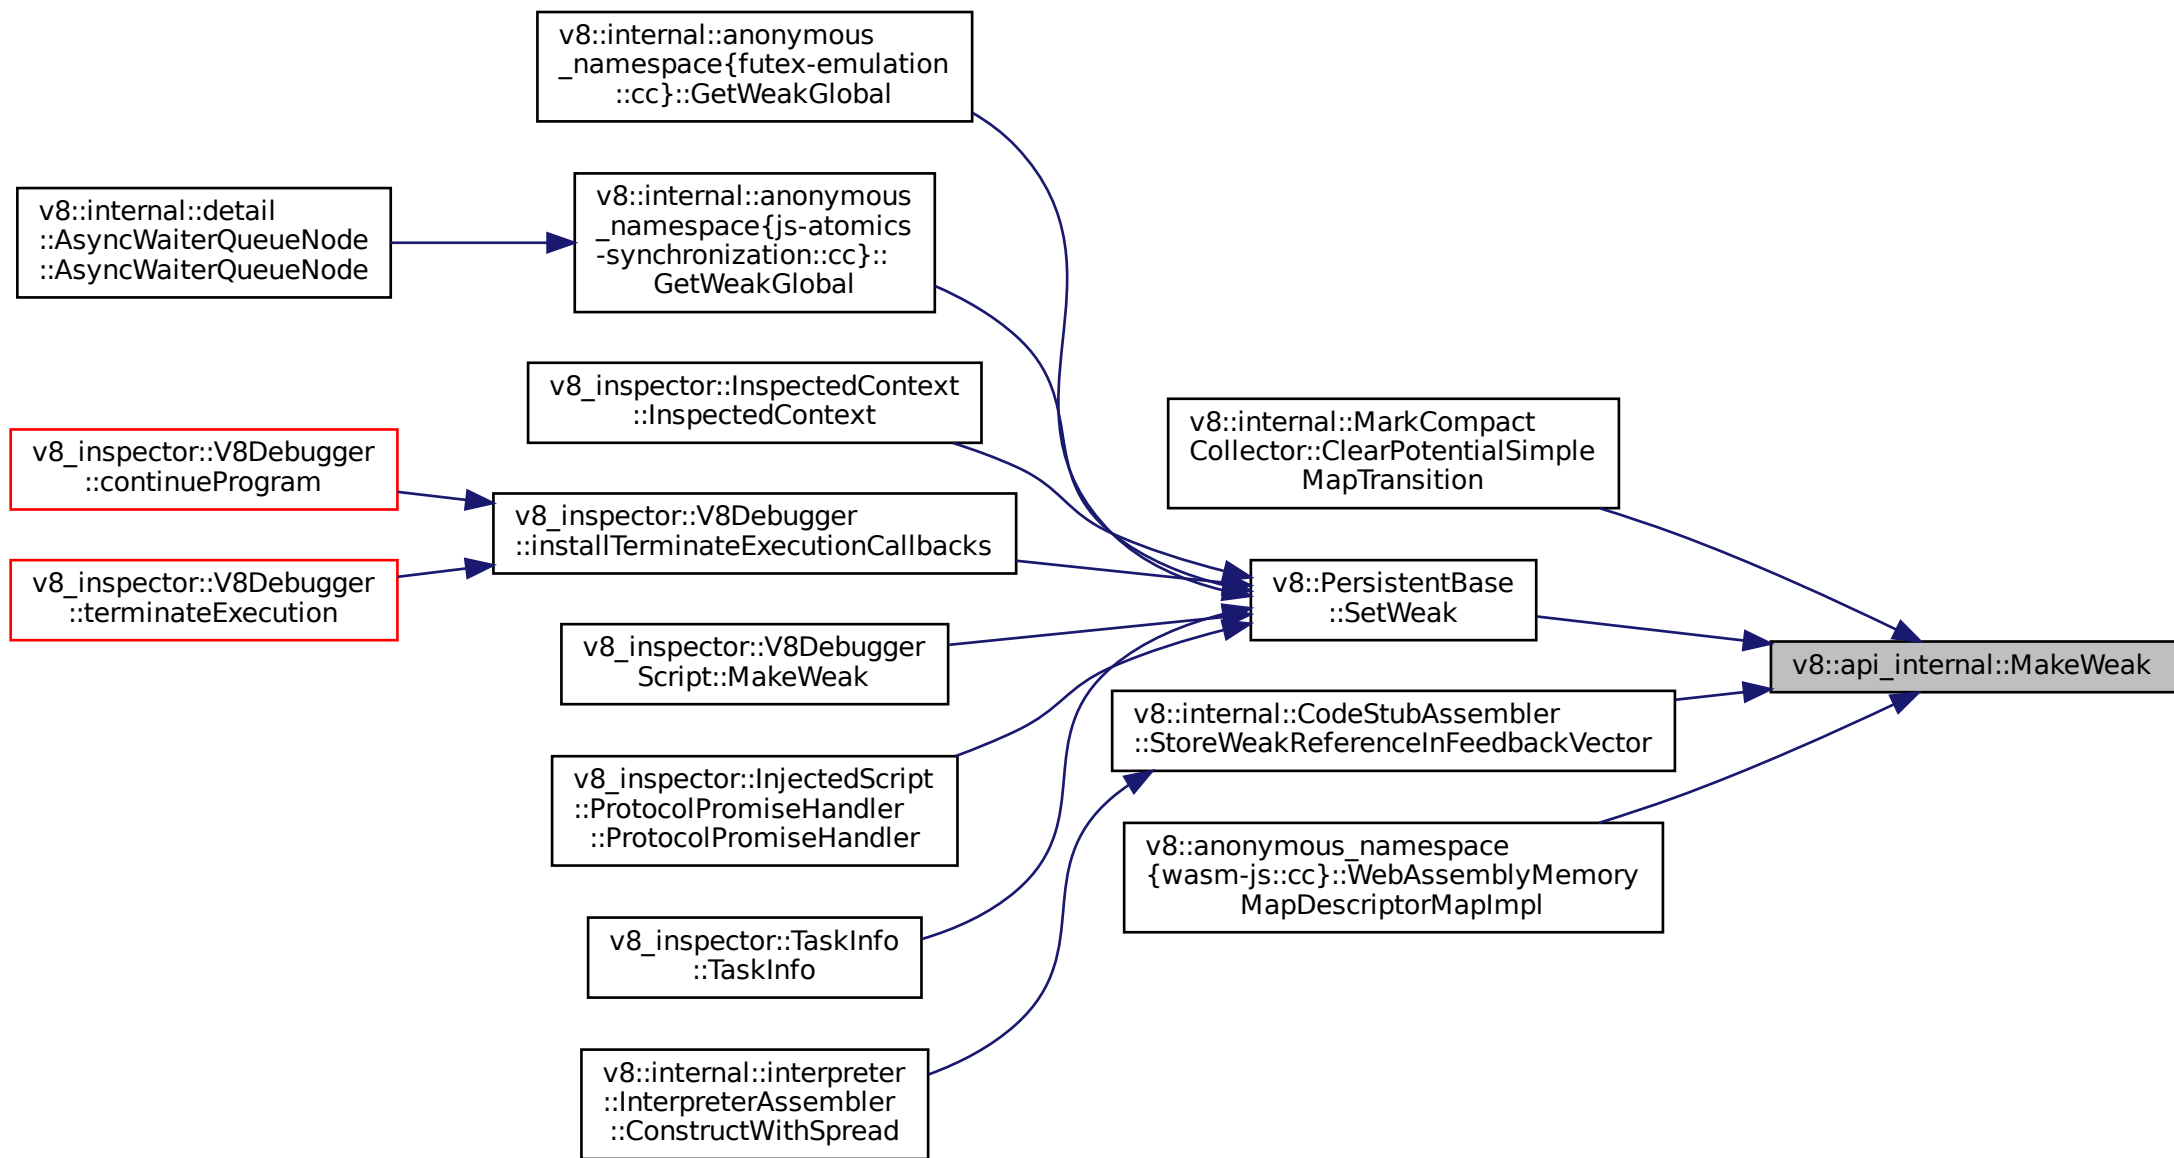 v8::internal::anonymous
_namespace{futex-emulation
::cc}::GetWeakGlobal
v8::internal::detail
::AsyncWaiterQueueNode
::AsyncWaiterQueueNode
v8::internal::anonymous
_namespace{js-atomics
-synchronization::cc}::
GetWeakGlobal
v8_inspector::InspectedContext
::InspectedContext
v8_inspector::V8Debugger
::continueProgram
v8_inspector::V8Debugger
::terminateExecution
v8_inspector::V8Debugger
::installTerminateExecutionCallbacks
v8_inspector::V8Debugger
Script::MakeWeak
v8_inspector::InjectedScript
::ProtocolPromiseHandler
::ProtocolPromiseHandler
v8_inspector::TaskInfo
::TaskInfo
v8::internal::interpreter
::InterpreterAssembler
::ConstructWithSpread
v8::internal::MarkCompact
Collector::ClearPotentialSimple
MapTransition
v8::PersistentBase
::SetWeak
v8::internal::CodeStubAssembler
::StoreWeakReferenceInFeedbackVector
v8::anonymous_namespace
{wasm-js::cc}::WebAssemblyMemory
MapDescriptorMapImpl
v8::api_internal::MakeWeak